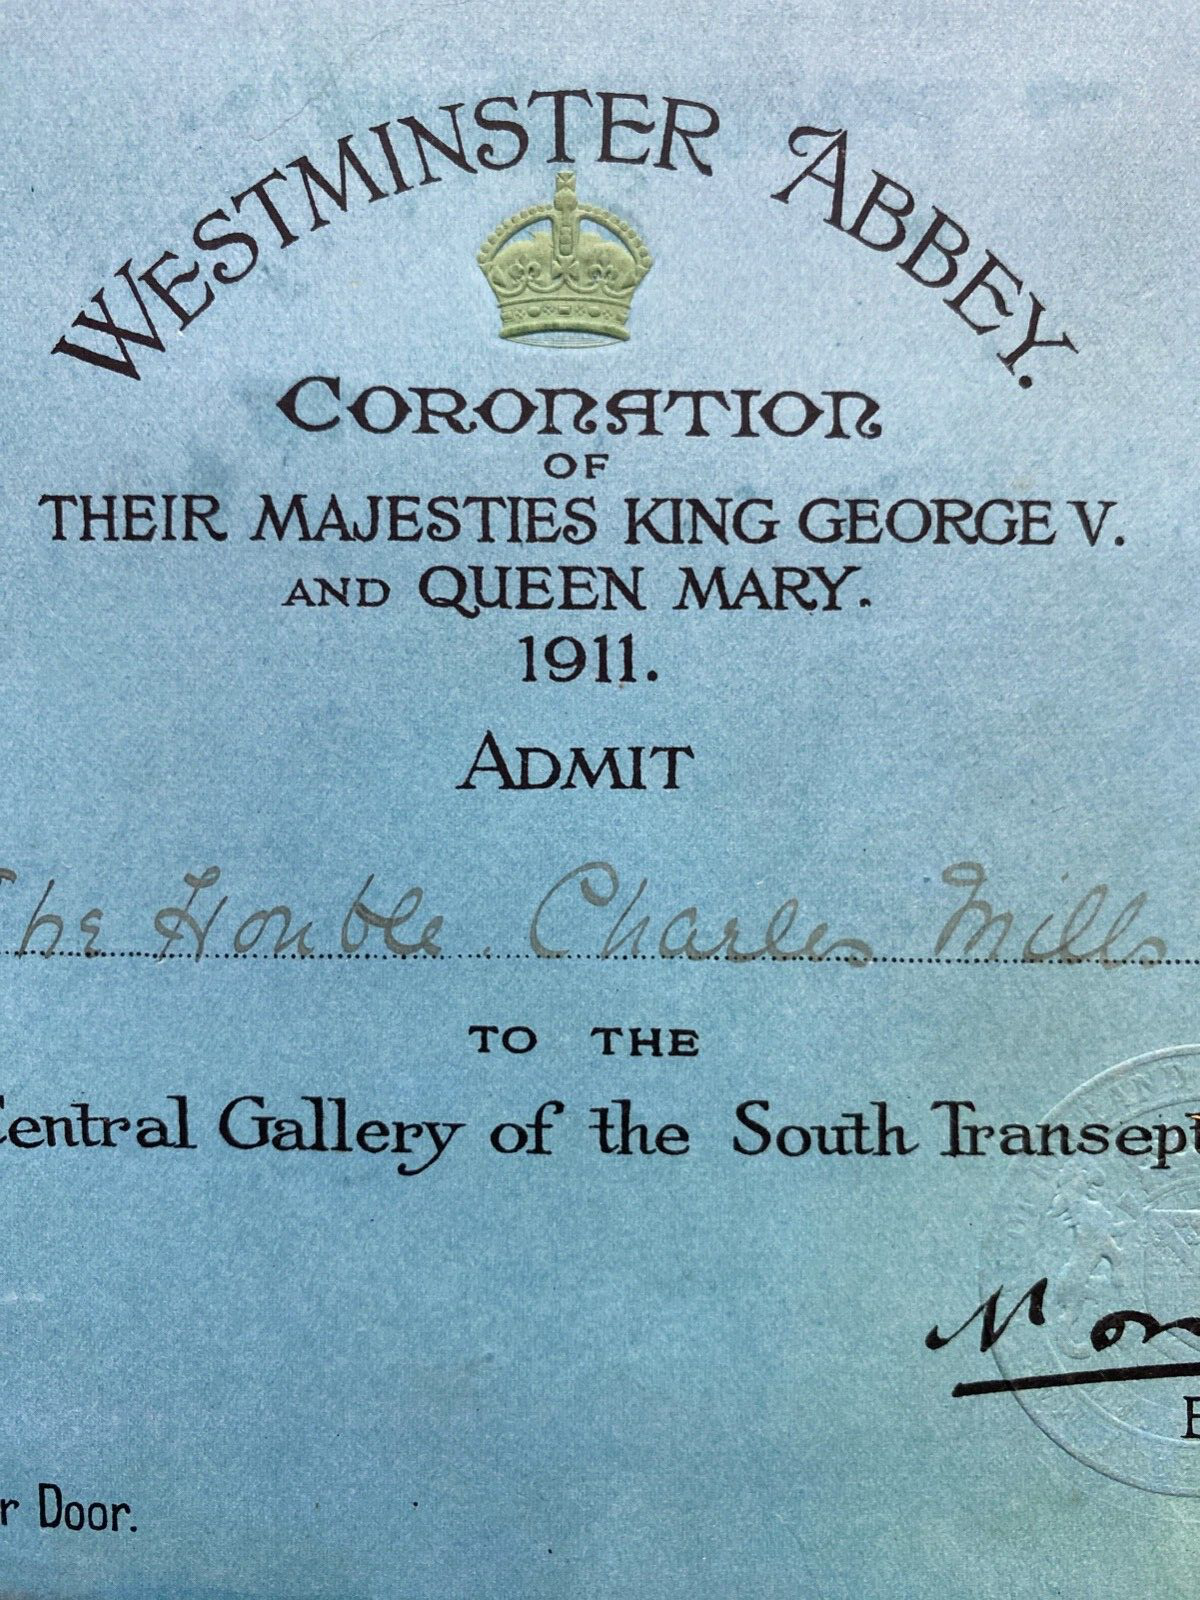 WESTMINSTER ABBEY.
CORONATION
OF
THEIR MAJESTIES KING GEORGE V.
AND QUEEN MARY.
1911.
ADMIT
The Honble. Charles Mills
TO THE
Central Gallery of the South Transept
r Door.